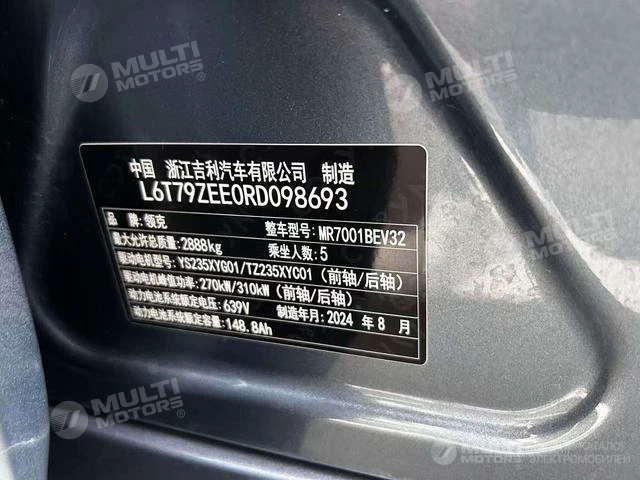 MULTI
MOTORS
MULTI
MOTORS
中国 浙江吉利汽车有限公司 制造
L6T79ZEE0RD098693
品牌:领克 整车型号:MR7001BEV32
最大允许总质量:2888kg 乘坐人数:5
驱动电机型号:YS235XYG01/TZ235XYC01(前轴/后轴)
驱动电机峰值功率:270kW/310kW(前轴/后轴)
动力电池系统额定电压:639V 制造年月:2024 年 8 月
动力电池系统额定容量:148.8Ah
MULTI
MOTORS
MULTI
MOTORS
КАТАЛОГ
ЭЛЕКТРОМОБИЛЕЙ